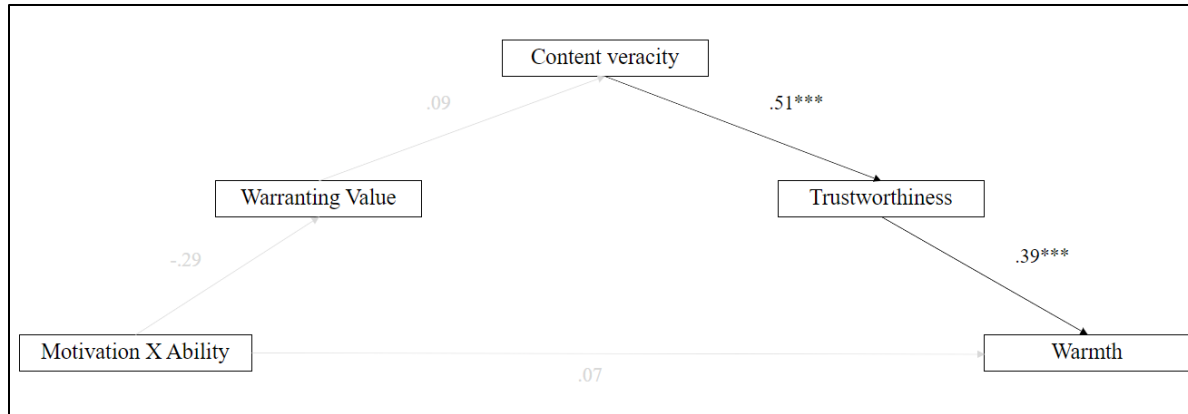 Content veracity
.09
.51***
Warranting Value
Trustworthiness
-.29
.39***
Motivation X Ability
Warmth
.07